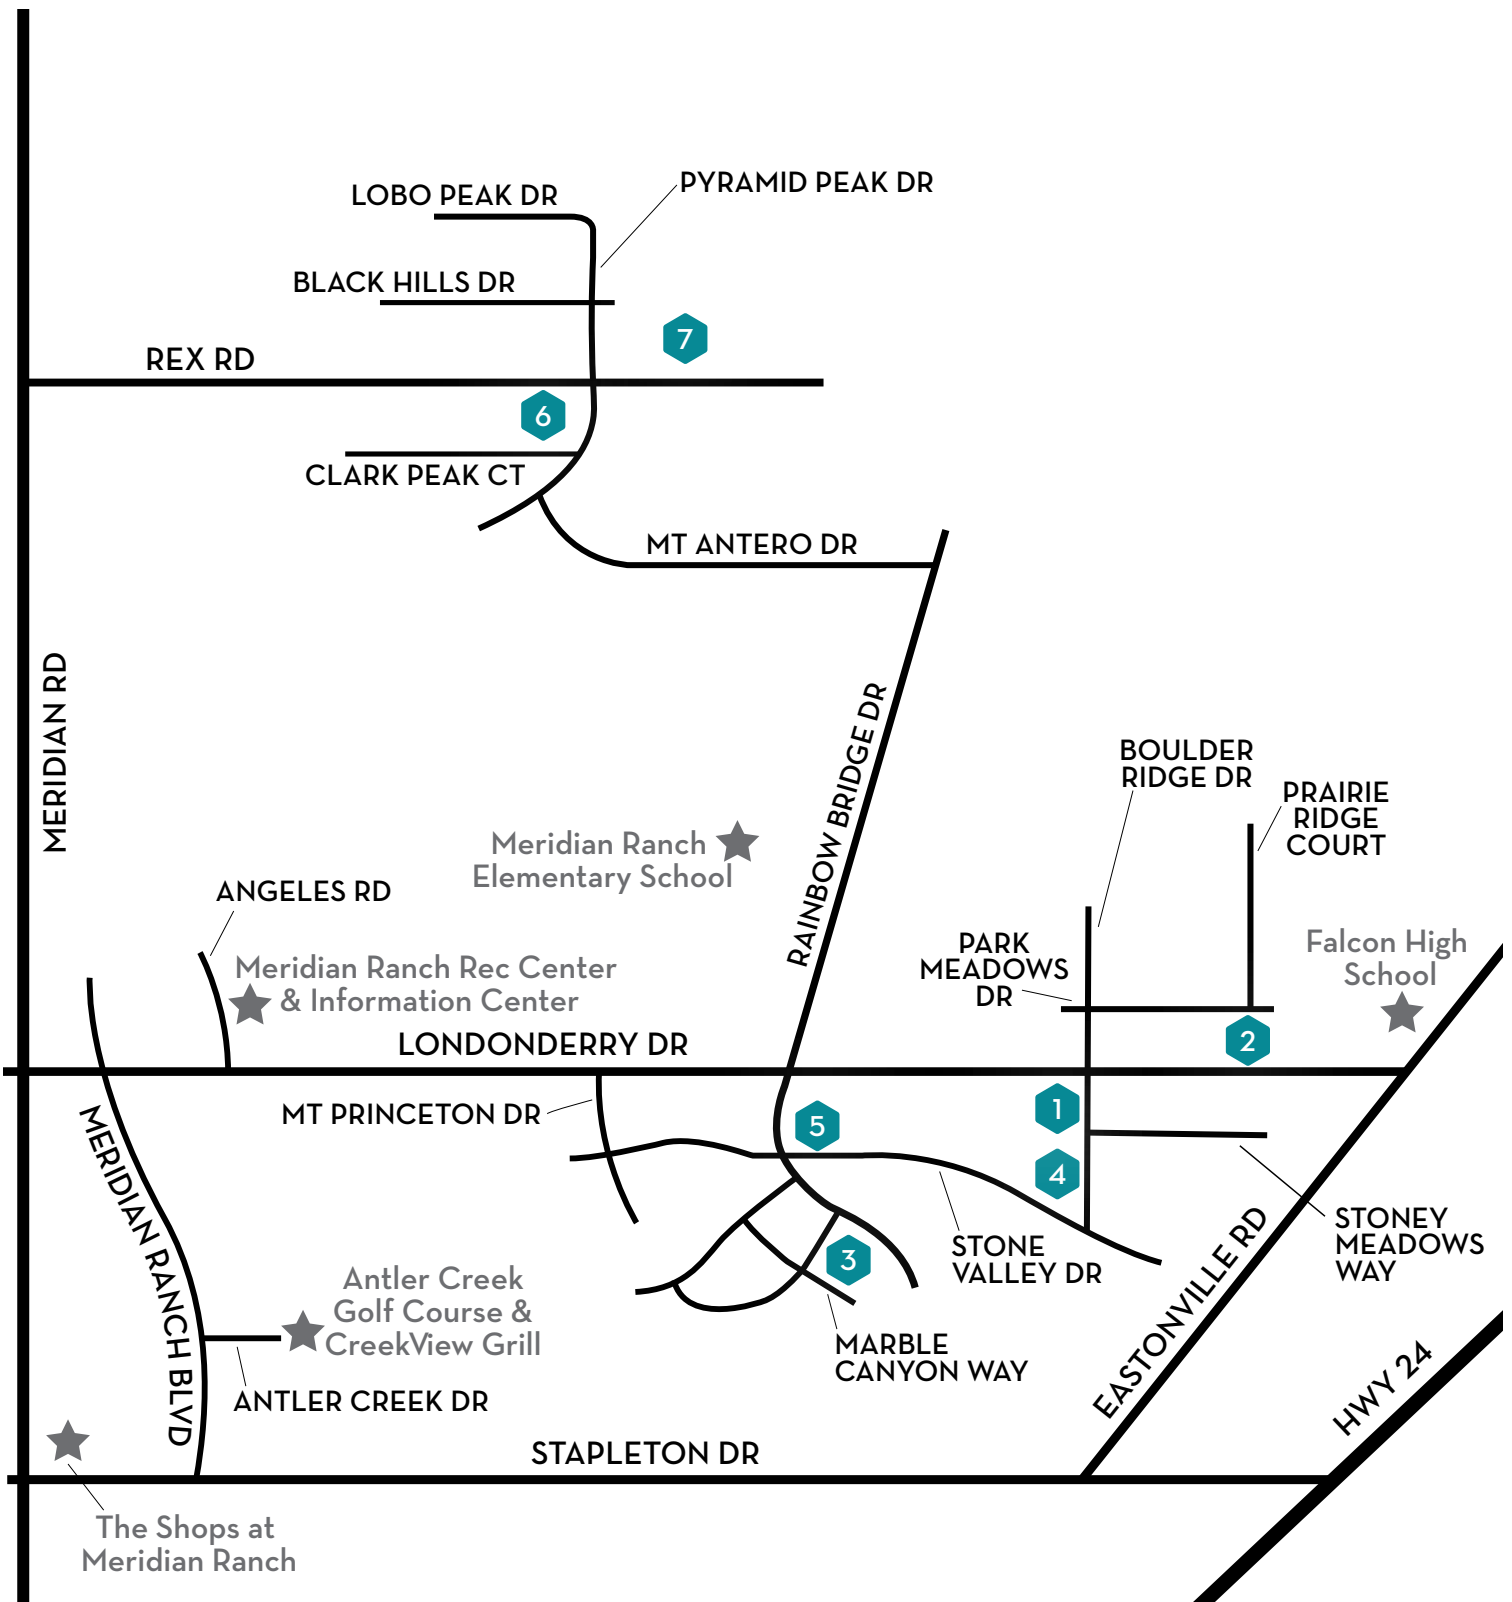 PYRAMID PEAK DR
LOBO PEAK DR
BLACK HILLS DR
7
REX RD
6
CLARK PEAK CT
MT ANTERO DR
MERIDIAN RD
RAINBOW BRIDGE DR
BOULDER
RIDGE DR
PRAIRIE
RIDGE
COURT
Meridian Ranch
Elementary School
ANGELES RD
PARK
MEADOWS
DR
Falcon High
School
Meridian Ranch Rec Center
& Information Center
LONDONDERRY DR
2
MT PRINCETON DR
5
1
4
MERIDIAN RANCH BLVD
STONE
VALLEY DR
STONEY
MEADOWS
WAY
3
Antler Creek
Golf Course &
CreekView Grill
MARBLE
CANYON WAY
EASTONVILLE RD
HWY 24
ANTLER CREEK DR
STAPLETON DR
The Shops at
Meridian Ranch